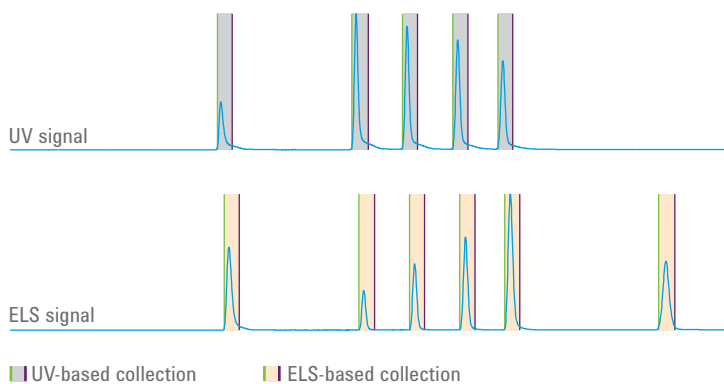 UV signal
ELS signal
UV-based collection
ELS-based collection